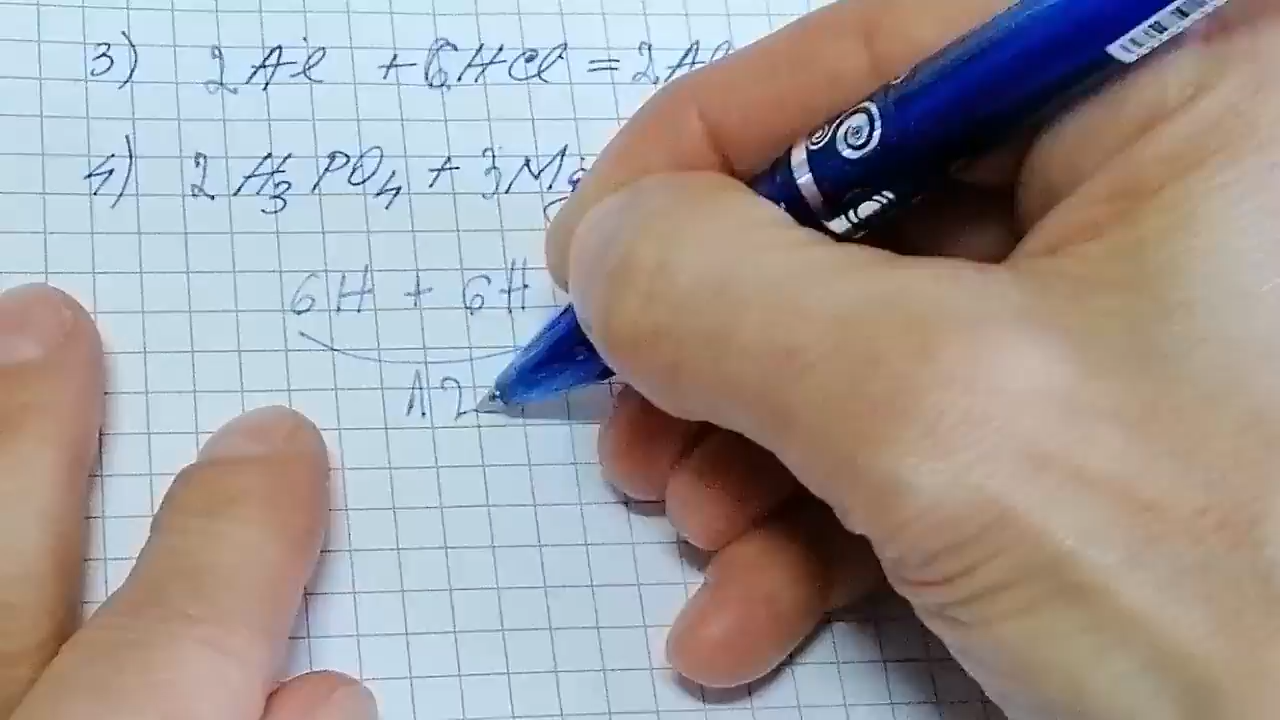 3) 2Al + 6HCl = 2Al
4) 2H₃PO₄ + 3Mg
6H + 6H
12